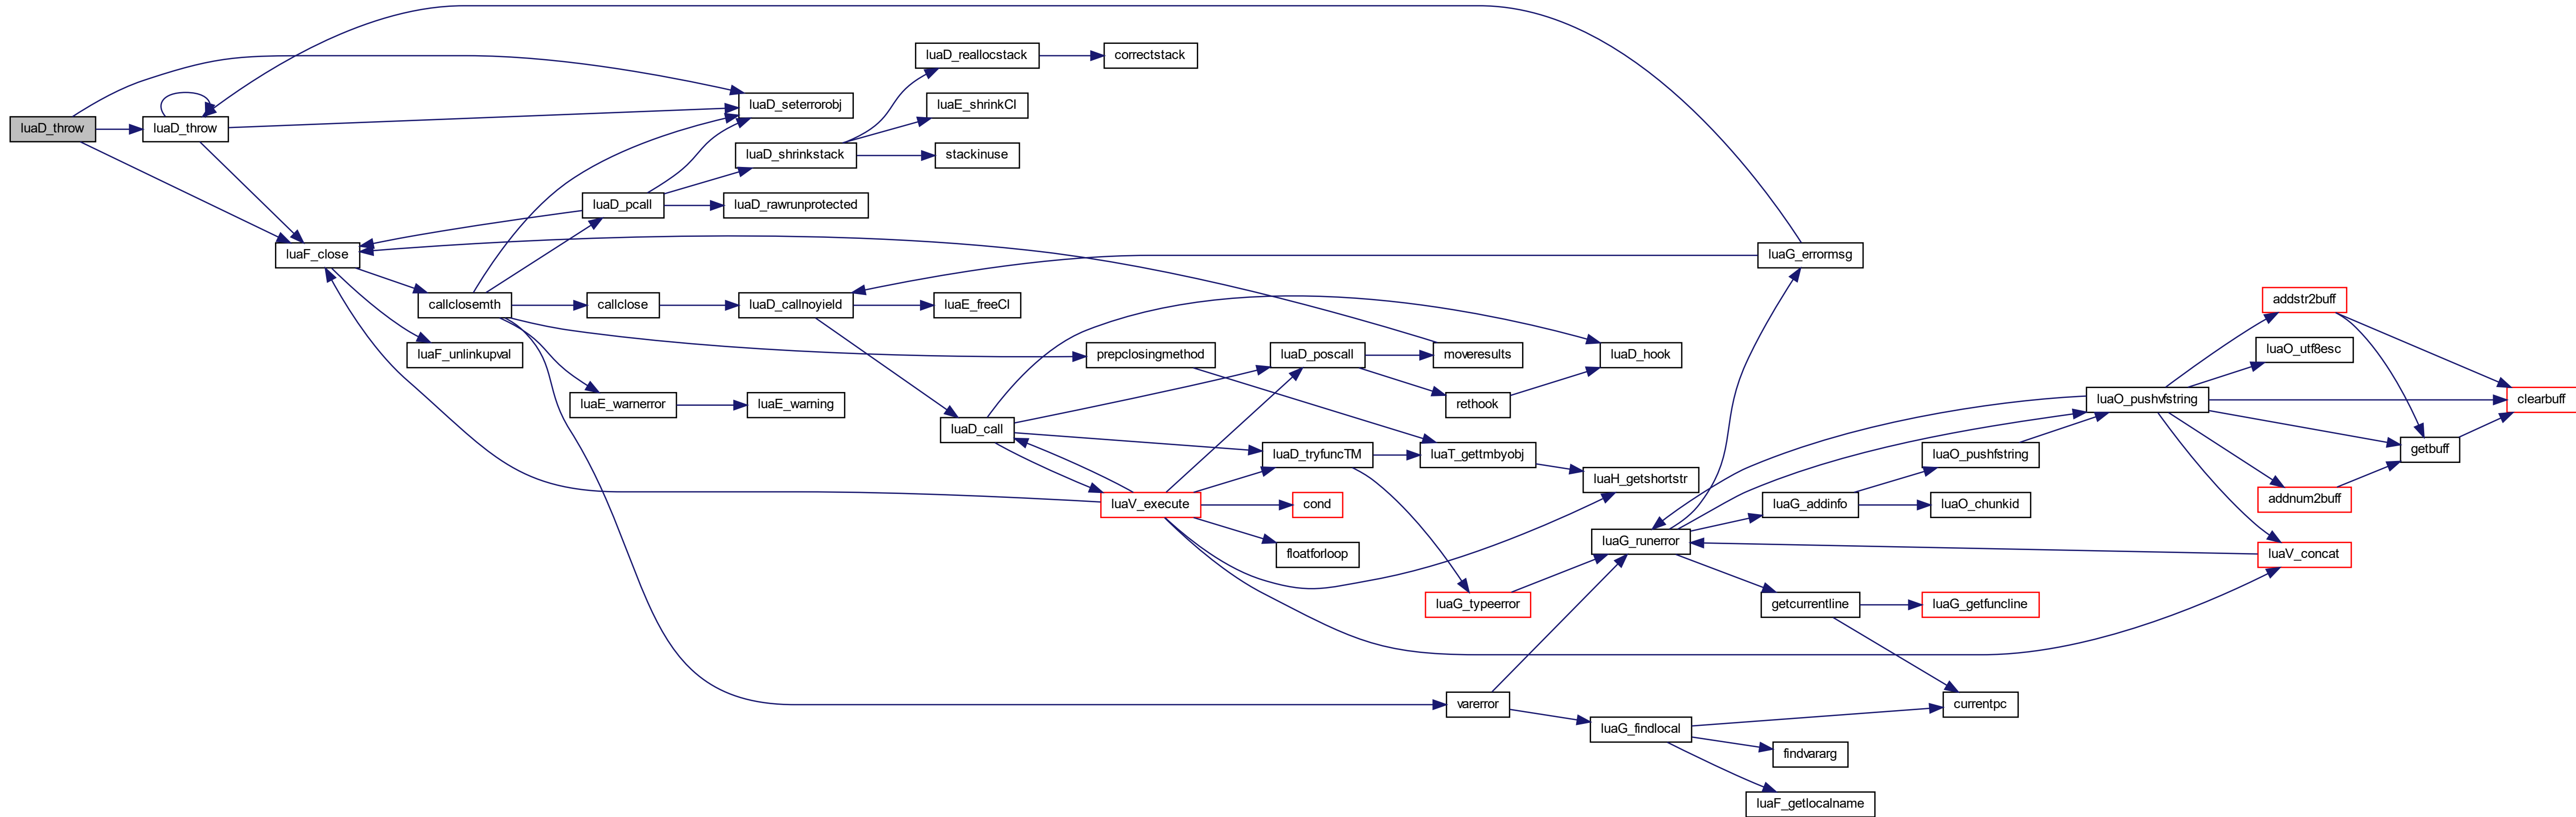 luaD_throw
luaD_throw
luaF_close
luaD_seterrorobj
luaD_shrinkstack
luaD_reallocstack
correctstack
luaE_shrinkCI
stackinuse
luaD_pcall
luaD_rawrunprotected
callclosemth
callclose
luaD_callnoyield
luaE_freeCI
luaF_unlinkupval
luaE_warnerror
luaE_warning
prepclosingmethod
luaD_call
luaV_execute
luaD_poscall
moveresults
rethook
luaD_hook
luaD_tryfuncTM
luaT_gettmbyobj
luaH_getshortstr
cond
floatforloop
luaG_typeerror
varerror
luaG_errormsg
luaG_runerror
luaG_addinfo
luaO_pushfstring
luaO_chunkid
getcurrentline
luaG_getfuncline
currentpc
luaG_findlocal
findvararg
luaF_getlocalname
luaO_pushvfstring
addstr2buff
luaO_utf8esc
clearbuff
getbuff
addnum2buff
luaV_concat